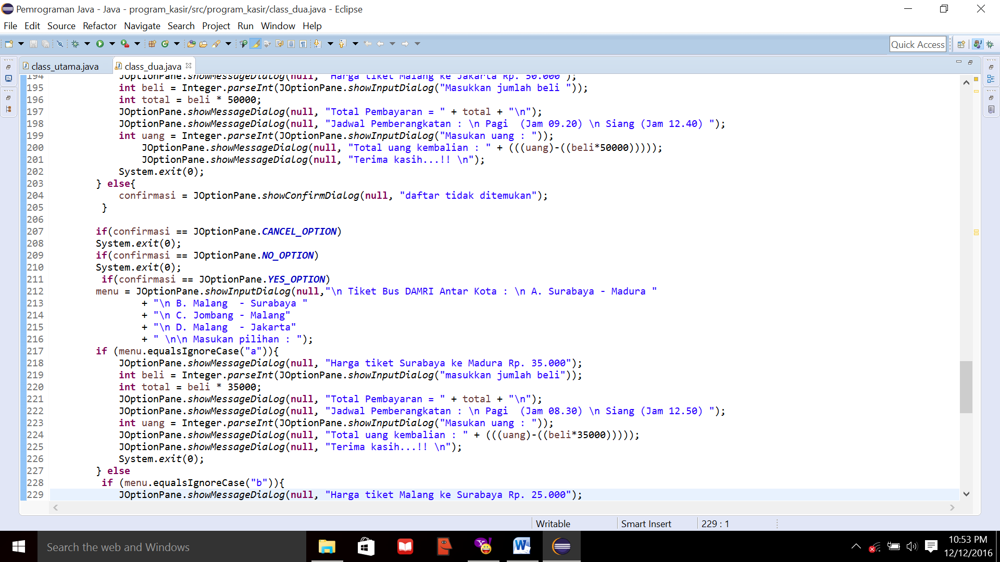 Pemrograman Java - Java - program_kasir/src/program_kasir/class_dua.java - Eclipse
File Edit Source Refactor Navigate Search Project Run Window Help
Quick Access
class_utama.java class_dua.java
194 JOptionPane.showMessageDialog(null, "Harga tiket Malang ke Jakarta Rp. 50.000");
195 int beli = Integer.parseInt(JOptionPane.showInputDialog("Masukkan jumlah beli "));
196 int total = beli * 50000;
197 JOptionPane.showMessageDialog(null, "Total Pembayaran = " + total + "\n");
198 JOptionPane.showMessageDialog(null, "Jadwal Pemberangkatan : \n Pagi  (Jam 09.20) \n Siang (Jam 12.40) ");
199 int uang = Integer.parseInt(JOptionPane.showInputDialog("Masukan uang : "));
200 JOptionPane.showMessageDialog(null, "Total uang kembalian : " + (((uang)-((beli*50000)))));
201 JOptionPane.showMessageDialog(null, "Terima kasih...!! \n");
202 System.exit(0);
203 } else{
204 confirmasi = JOptionPane.showConfirmDialog(null, "daftar tidak ditemukan");
205 }
206
207 if(confirmasi == JOptionPane.CANCEL_OPTION)
208 System.exit(0);
209 if(confirmasi == JOptionPane.NO_OPTION)
210 System.exit(0);
211 if(confirmasi == JOptionPane.YES_OPTION)
212 menu = JOptionPane.showInputDialog(null,"\n Tiket Bus DAMRI Antar Kota : \n A. Surabaya - Madura "
213 + "\n B. Malang  - Surabaya "
214 + "\n C. Jombang - Malang"
215 + "\n D. Malang  - Jakarta"
216 + " \n\n Masukan pilihan : ");
217 if (menu.equalsIgnoreCase("a")){
218 JOptionPane.showMessageDialog(null, "Harga tiket Surabaya ke Madura Rp. 35.000");
219 int beli = Integer.parseInt(JOptionPane.showInputDialog("masukkan jumlah beli"));
220 int total = beli * 35000;
221 JOptionPane.showMessageDialog(null, "Total Pembayaran = " + total + "\n");
222 JOptionPane.showMessageDialog(null, "Jadwal Pemberangkatan : \n Pagi  (Jam 08.30) \n Siang (Jam 12.50) ");
223 int uang = Integer.parseInt(JOptionPane.showInputDialog("Masukan uang : "));
224 JOptionPane.showMessageDialog(null, "Total uang kembalian : " + (((uang)-((beli*35000)))));
225 JOptionPane.showMessageDialog(null, "Terima kasih...!! \n");
226 System.exit(0);
227 } else
228 if (menu.equalsIgnoreCase("b")){
229 JOptionPane.showMessageDialog(null, "Harga tiket Malang ke Surabaya Rp. 25.000");
Writable Smart Insert 229 : 1
Search the web and Windows
10:53 PM
12/12/2016